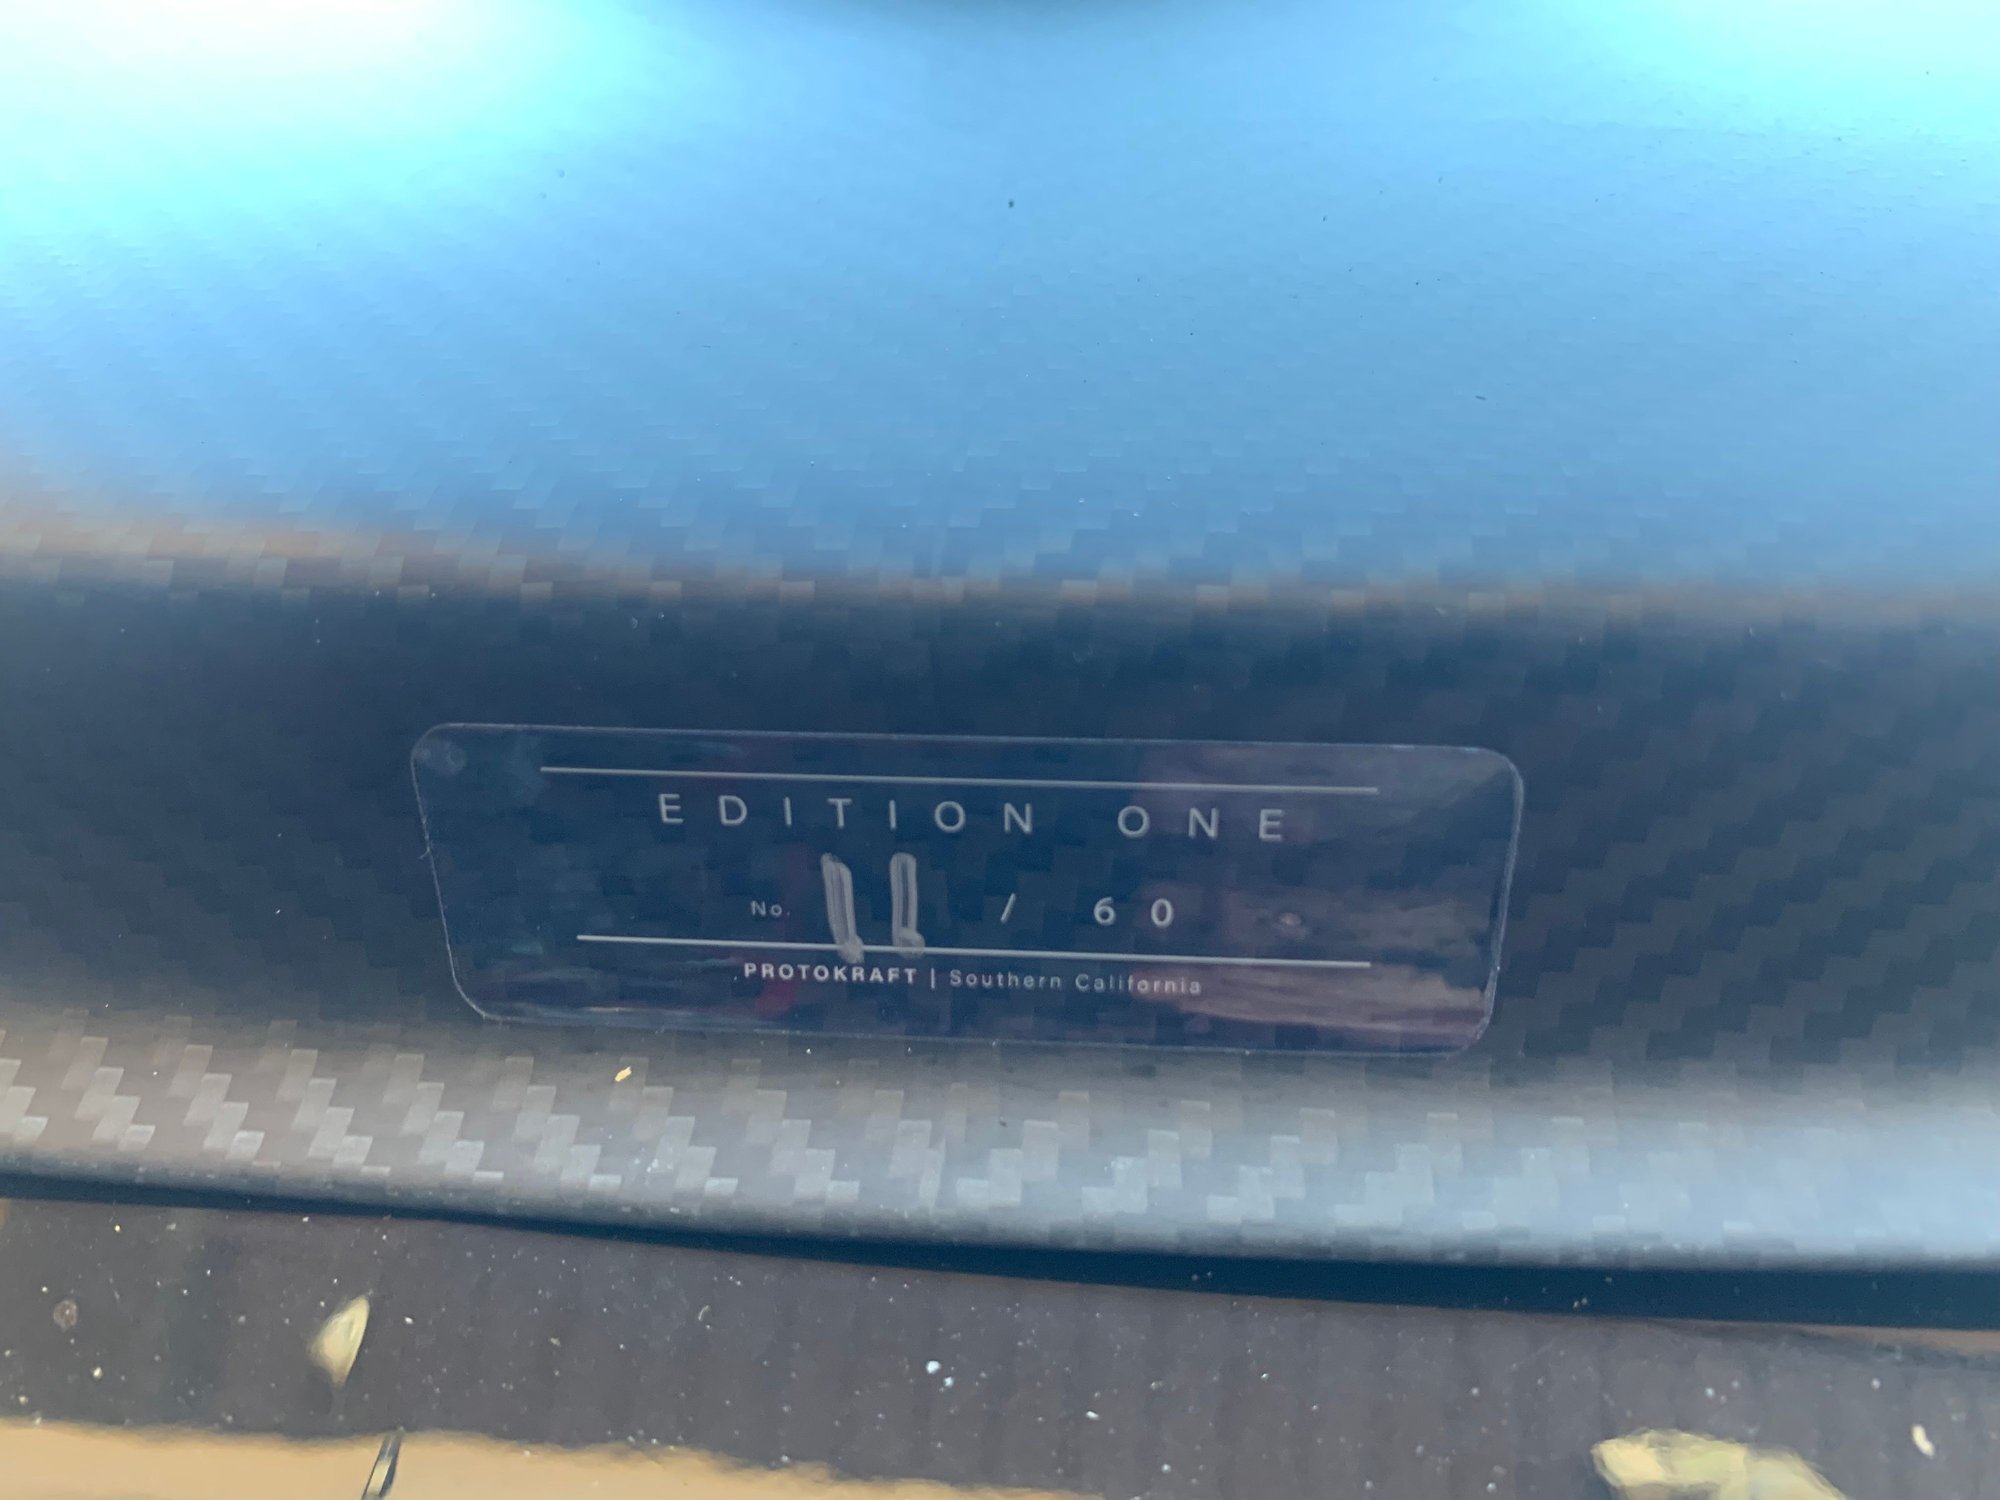 EDITION ONE
No. 11 / 60
PROTOKRAFT | Southern California